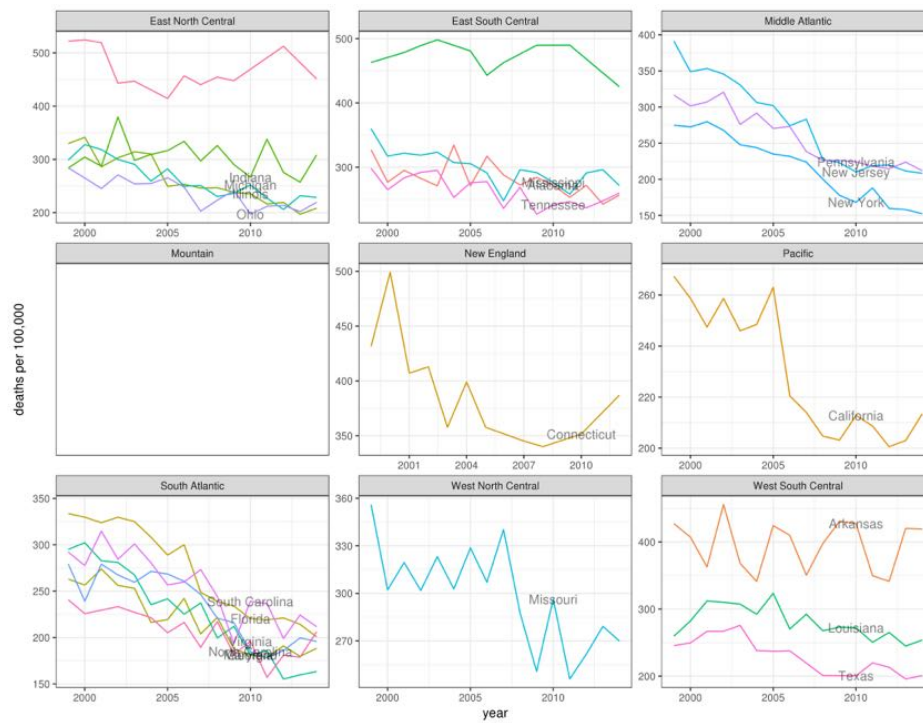 East North Central
East South Central
Middle Atlantic
500
400
300
200
Indiana
Michigan
Illinois
Ohio
2000
2005
2010
500
400
300
Mississippi
Alabama
Tennessee
2000
2005
2010
400
350
300
250
200
150
Pennsylvania
New Jersey
New York
2000
2005
2010
Mountain
New England
Pacific
deaths per 100,000
500
450
400
350
Connecticut
2001
2004
2007
2010
260
240
220
200
California
2000
2005
2010
South Atlantic
West North Central
West South Central
350
300
250
200
150
South Carolina
Florida
Virginia
North Carolina
2000
2005
2010
360
330
300
270
Missouri
2000
2005
2010
400
300
200
Arkansas
Louisiana
Texas
2000
2005
2010
year